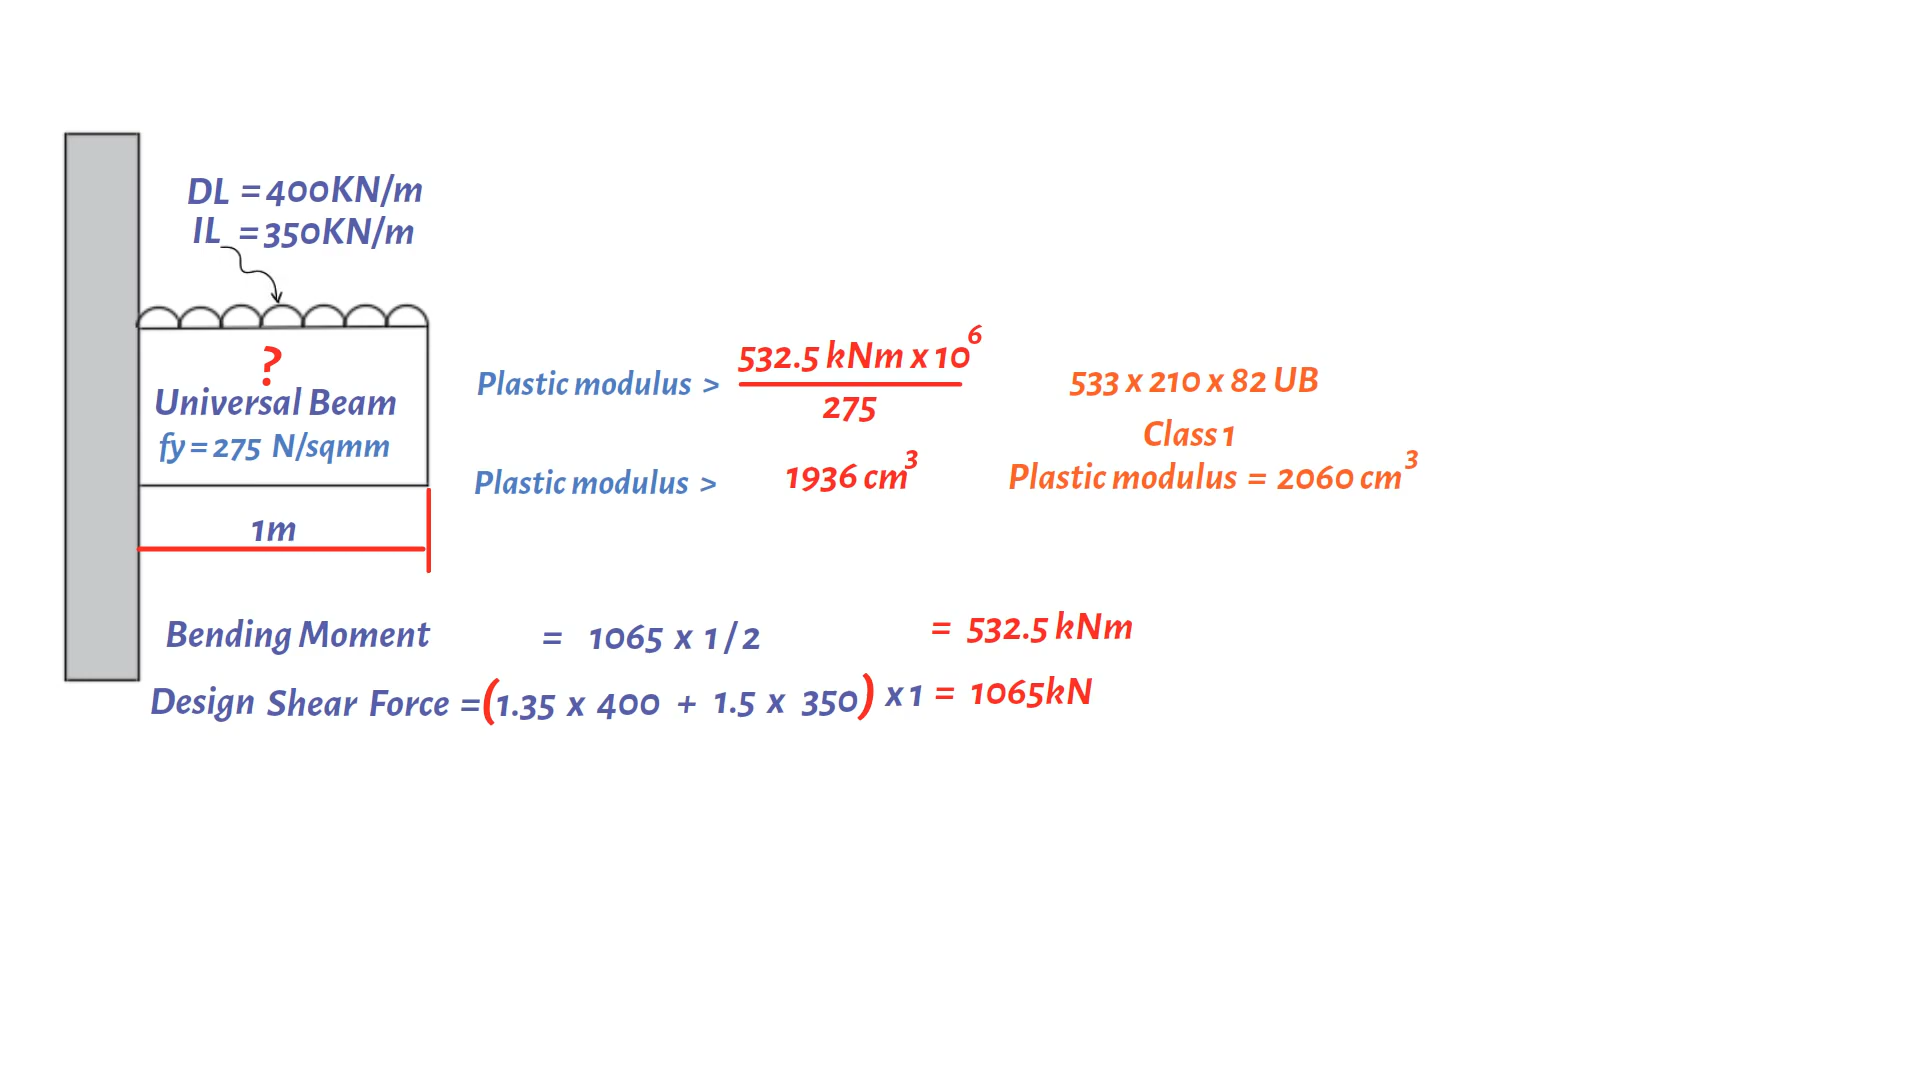 DL = 400KN/m
IL = 350KN/m
?
Universal Beam
fy = 275 N/sqmm
1m
Plastic modulus > 532.5 kNm x 10^6 / 275
Plastic modulus > 1936 cm^3
533 x 210 x 82 UB
Class 1
Plastic modulus = 2060 cm^3
Bending Moment = 1065 x 1 / 2 = 532.5 kNm
Design Shear Force = (1.35 x 400 + 1.5 x 350) x 1 = 1065kN